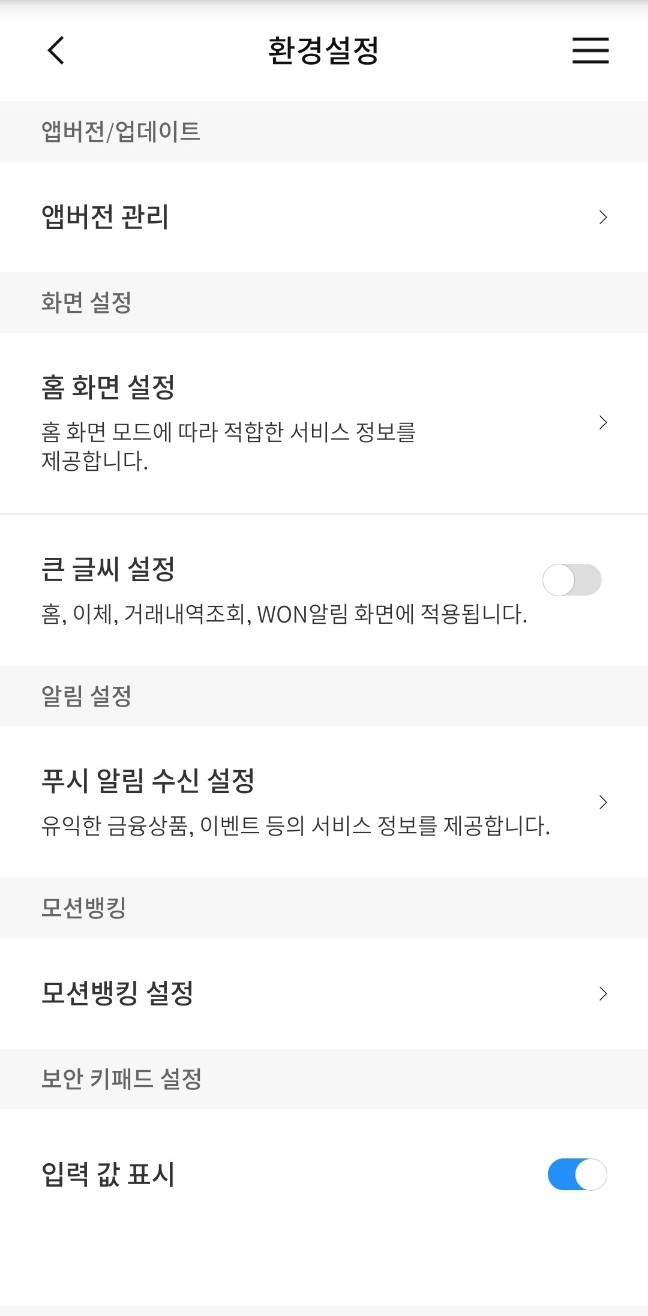 환경설정
앱버전/업데이트
앱버전 관리
화면 설정
홈 화면 설정
홈 화면 모드에 따라 적합한 서비스 정보를
제공합니다.
큰 글씨 설정
홈, 이체, 거래내역조회, WON알림 화면에 적용됩니다.
알림 설정
푸시 알림 수신 설정
유익한 금융상품, 이벤트 등의 서비스 정보를 제공합니다.
모션뱅킹
모션뱅킹 설정
보안 키패드 설정
입력 값 표시